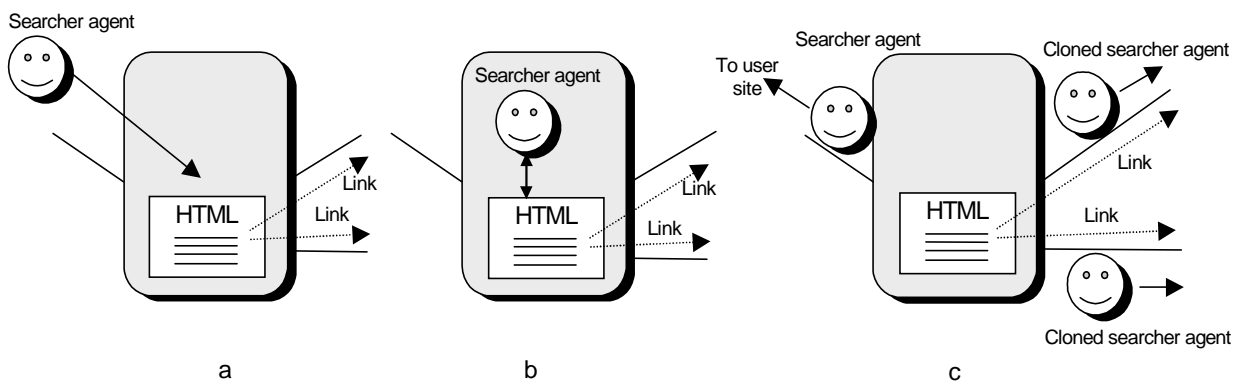 Searcher agent
HTML
Link
Link
a
Searcher agent
HTML
Link
Link
b
Searcher agent
To user
site
Cloned searcher agent
HTML
Link
Link
Cloned searcher agent
c